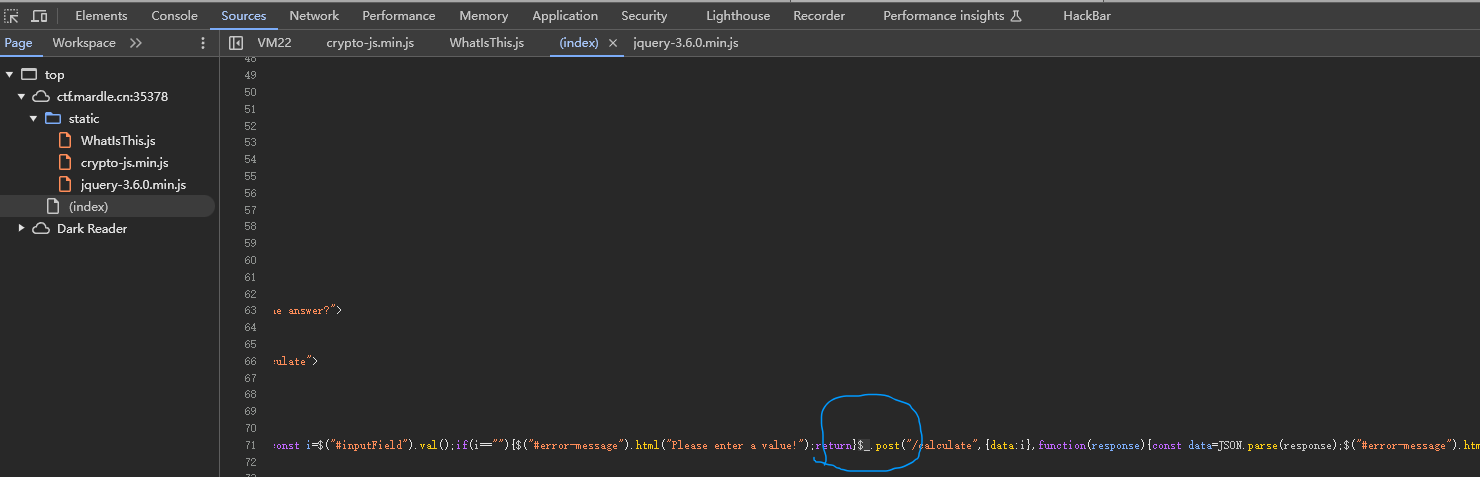 Elements Console Sources Network Performance Memory Application Security Lighthouse Recorder Performance insights HackBar
Page Workspace VM22 crypto-js.min.js WhatIsThis.js (index) × jquery-3.6.0.min.js
top
ctf.mardle.cn:35378
static
WhatIsThis.js
crypto-js.min.js
jquery-3.6.0.min.js
(index)
Dark Reader
48
49
50
51
52
53
54
55
56
57
58
59
60
61
62
63 ne answer?">
64
65
66 culate">
67
68
69
70
71 const i=$("#inputField").val();if(i==""){$("#error-message").html("Please enter a value!");return}$_.post("/calculate",{data:i},function(response){const data=JSON.parse(response);$("#error-message").htm
72